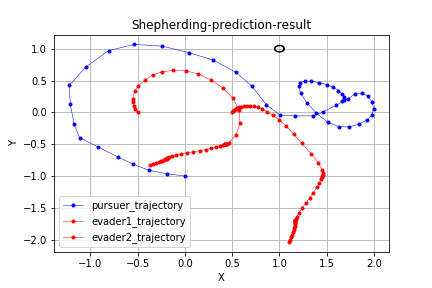 Shepherding-prediction-result
1.0
0.5
0.0
−0.5
−1.0
−1.5
−2.0
Y
pursuer_trajectory
evader1_trajectory
evader2_trajectory
−1.0 −0.5 0.0 0.5 1.0 1.5 2.0
X